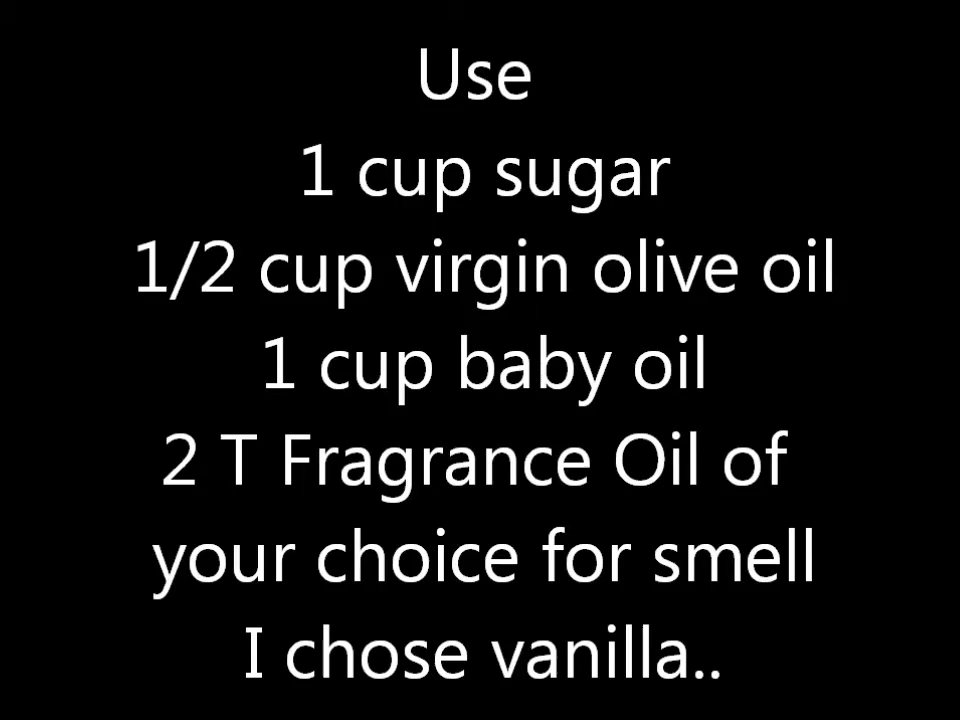 Use
1 cup sugar
1/2 cup virgin olive oil
1 cup baby oil
2 T Fragrance Oil of
your choice for smell
I chose vanilla..